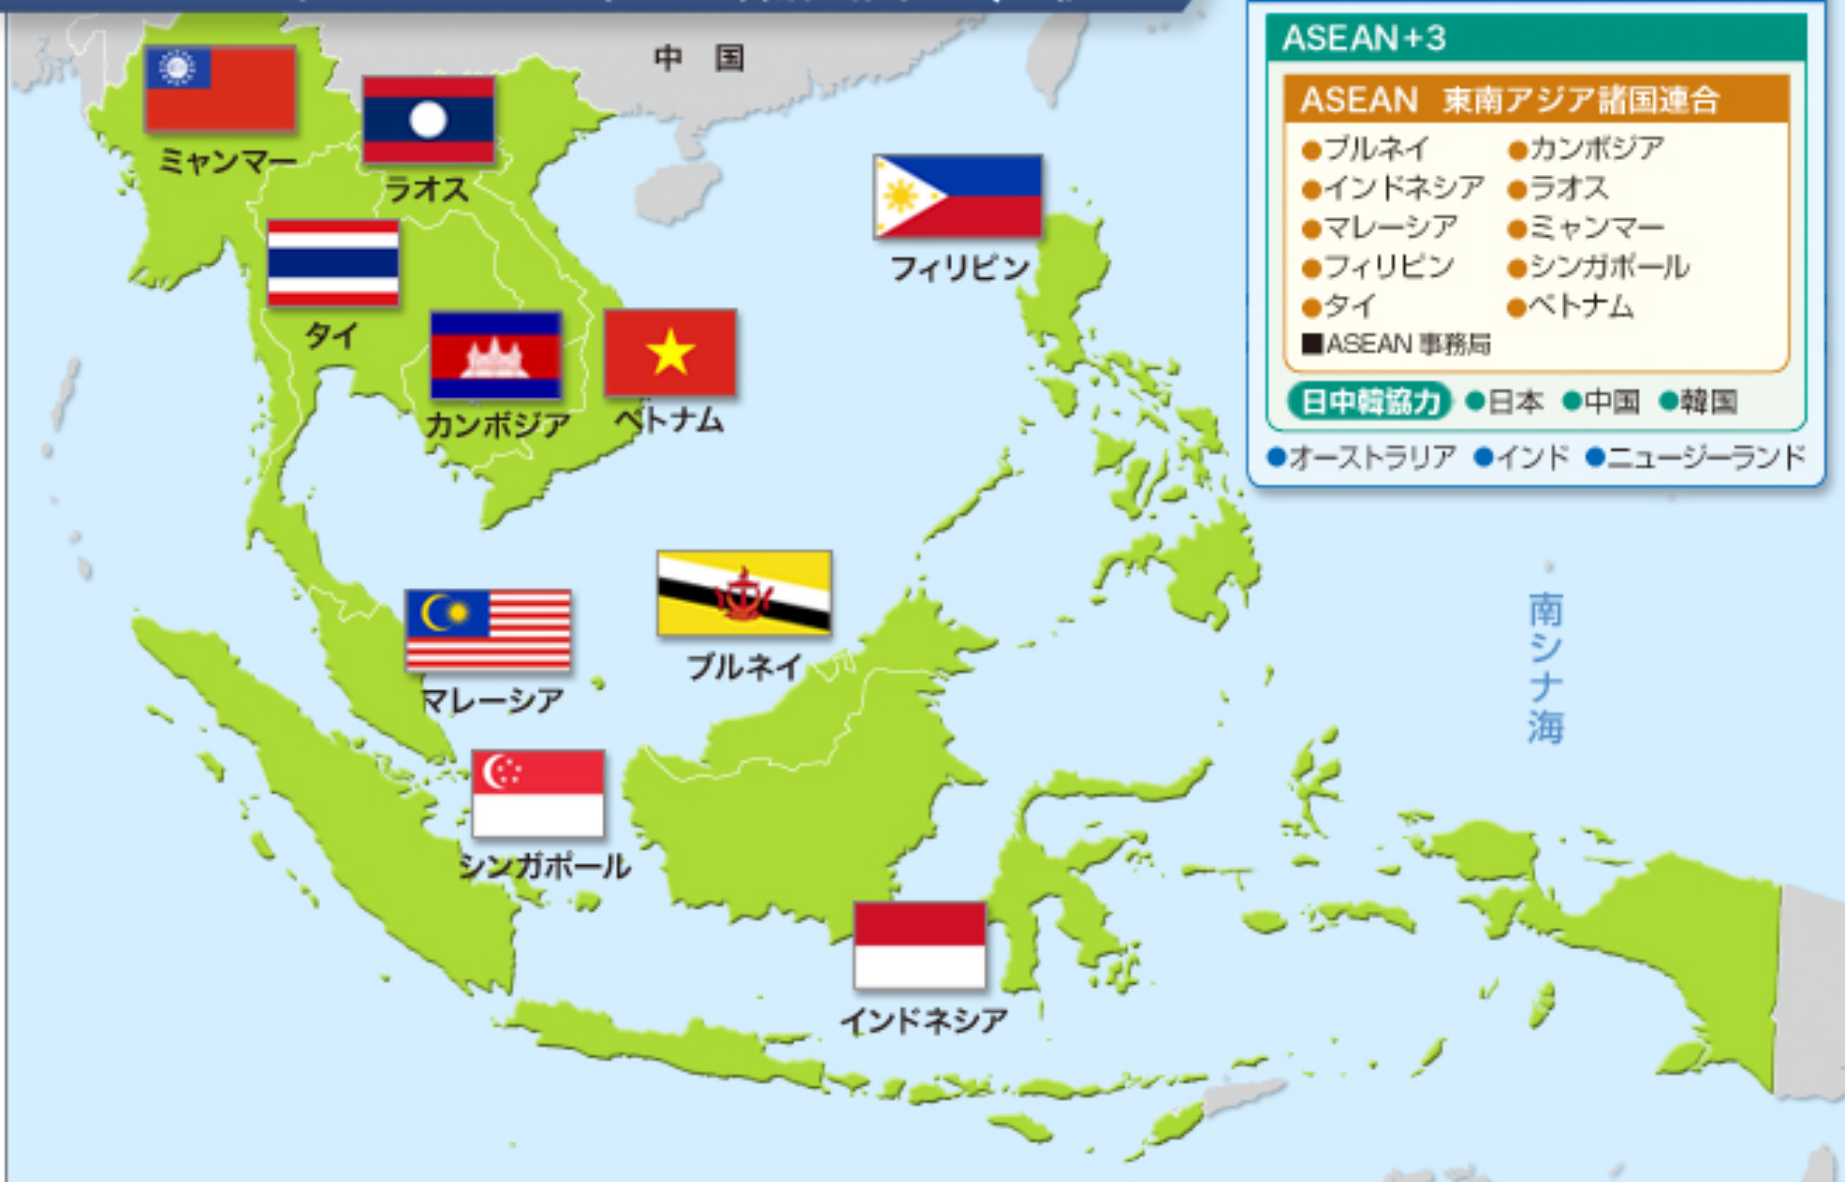 中国
ミャンマー
ラオス
タイ
カンボジア
ベトナム
フィリピン
マレーシア
ブルネイ
シンガポール
インドネシア
南シナ海
ASEAN+3
ASEAN 東南アジア諸国連合
●ブルネイ ●カンボジア
●インドネシア ●ラオス
●マレーシア ●ミャンマー
●フィリピン ●シンガポール
●タイ ●ベトナム
■ASEAN 事務局
日中韓協力 ●日本 ●中国 ●韓国
●オーストラリア ●インド ●ニュージーランド